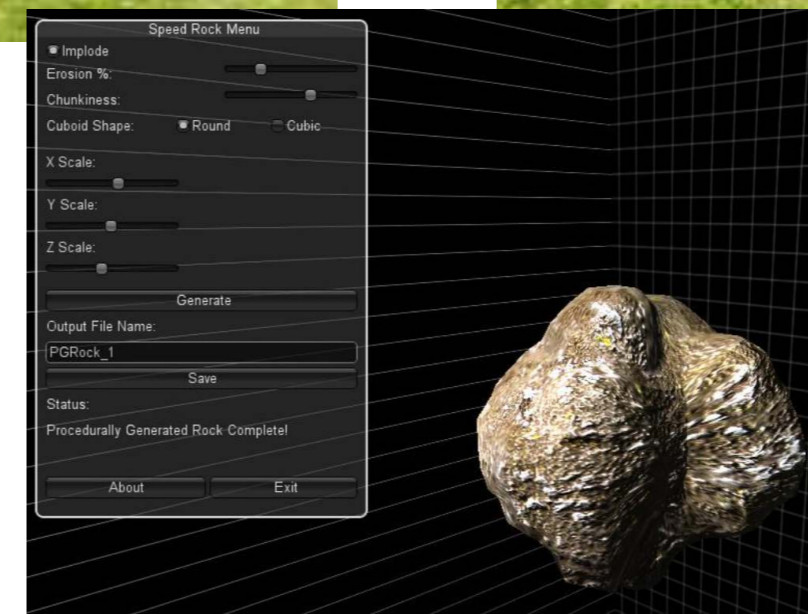 Speed Rock Menu
Implode
Erosion %:
Chunkiness:
Cuboid Shape: Round Cubic
X Scale:
Y Scale:
Z Scale:
Generate
Output File Name:
PGRock_1
Save
Status:
Procedurally Generated Rock Complete!
About Exit